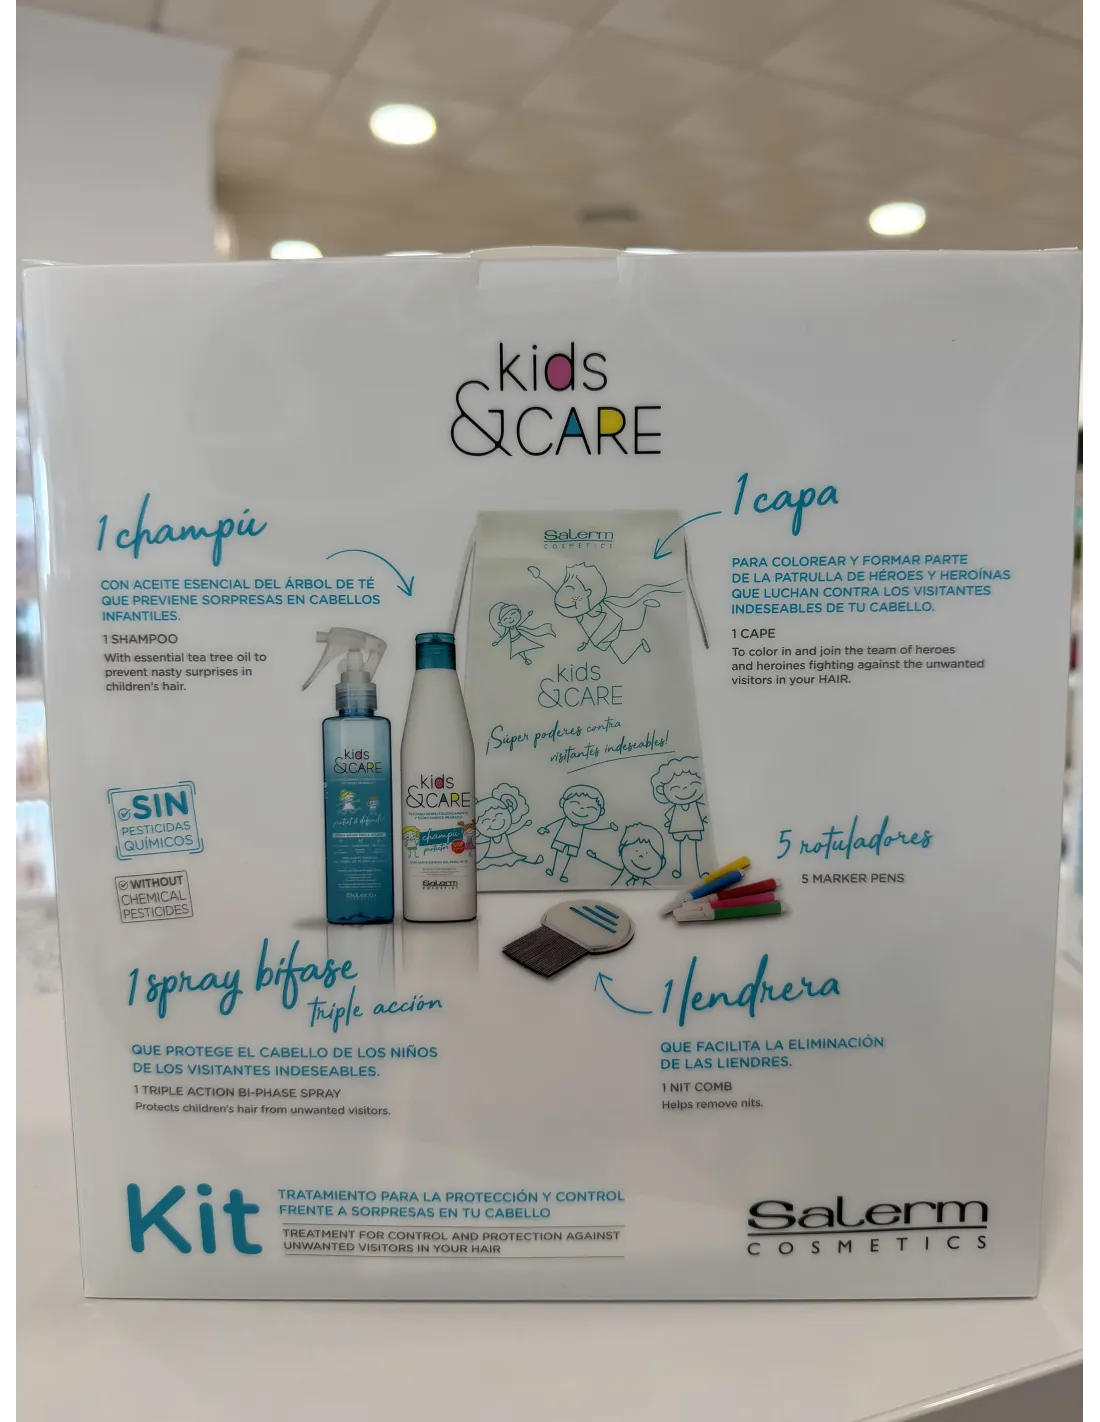 kids
&CARE
1 champú
CON ACEITE ESENCIAL DEL ÁRBOL DE TÉ
QUE PREVIENE SORPRESAS EN CABELLOS
INFANTILES.
1 SHAMPOO
With essential tea tree oil to
prevent nasty surprises in
children's hair.
1 capa
PARA COLOREAR Y FORMAR PARTE
DE LA PATRULLA DE HÉROES Y HEROÍNAS
QUE LUCHAN CONTRA LOS VISITANTES
INDESEABLES DE TU CABELLO.
1 CAPE
To color in and join the team of heroes
and heroines fighting against the unwanted
visitors in your HAIR.
Salerm
COSMETICS
kids
&CARE
¡Súper poderes contra
visitantes indeseables!
kids
&CARE
protect & defend
Salerm
kids
&CARE
champú
protector
Salerm
COSMETICS
SIN
PESTICIDAS
QUÍMICOS
WITHOUT
CHEMICAL
PESTICIDES
5 rotuladores
5 MARKER PENS
1 spray bifase
triple acción
QUE PROTEGE EL CABELLO DE LOS NIÑOS
DE LOS VISITANTES INDESEABLES.
1 TRIPLE ACTION BI-PHASE SPRAY
Protects children's hair from unwanted visitors.
1 lendrera
QUE FACILITA LA ELIMINACIÓN
DE LAS LIENDRES.
1 NIT COMB
Helps remove nits.
Kit
TRATAMIENTO PARA LA PROTECCIÓN Y CONTROL
FRENTE A SORPRESAS EN TU CABELLO
TREATMENT FOR CONTROL AND PROTECTION AGAINST
UNWANTED VISITORS IN YOUR HAIR
Salerm
COSMETICS